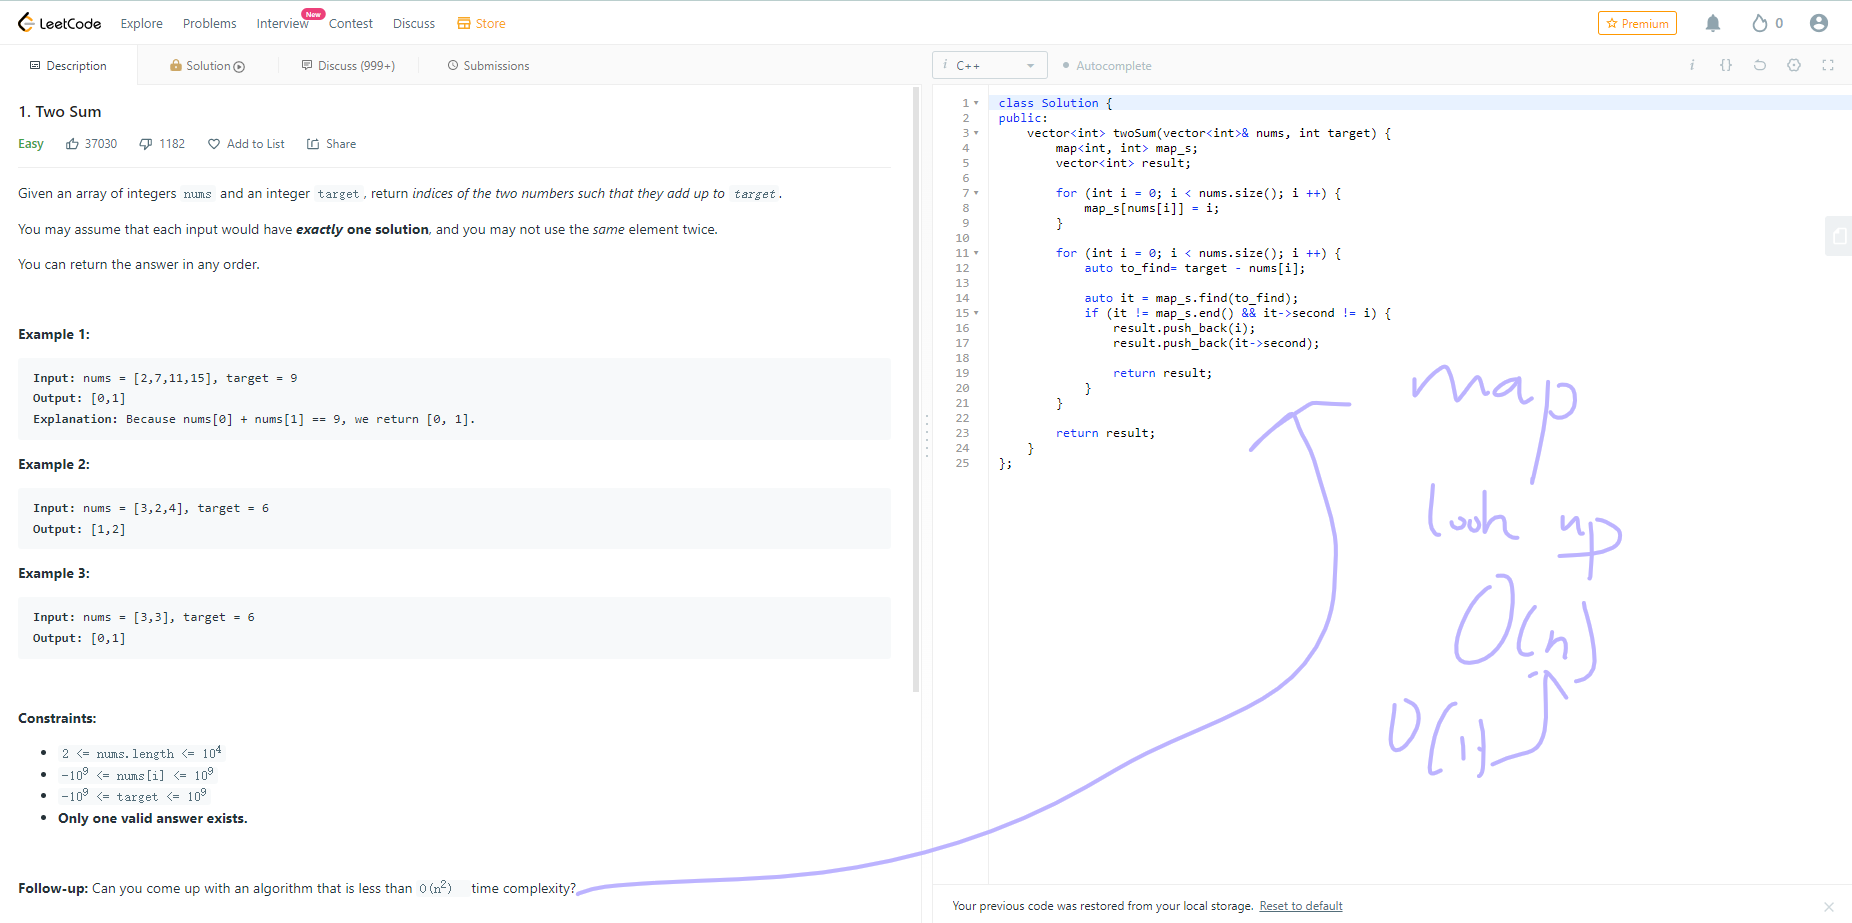 LeetCode Explore Problems Interview New Contest Discuss Store Premium 0
Description Solution Discuss (999+) Submissions
1. Two Sum
Easy 37030 1182 Add to List Share
Given an array of integers nums and an integer target, return indices of the two numbers such that they add up to target.
You may assume that each input would have exactly one solution, and you may not use the same element twice.
You can return the answer in any order.
Example 1:
Input: nums = [2,7,11,15], target = 9
Output: [0,1]
Explanation: Because nums[0] + nums[1] == 9, we return [0, 1].
Example 2:
Input: nums = [3,2,4], target = 6
Output: [1,2]
Example 3:
Input: nums = [3,3], target = 6
Output: [0,1]
Constraints:
• 2 <= nums.length <= 10⁴
• -10⁹ <= nums[i] <= 10⁹
• -10⁹ <= target <= 10⁹
• Only one valid answer exists.
Follow-up: Can you come up with an algorithm that is less than O(n²) time complexity?
i C++ Autocomplete i {}
1 class Solution {
2 public:
3     vector<int> twoSum(vector<int>& nums, int target) {
4         map<int, int> map_s;
5         vector<int> result;
6
7         for (int i = 0; i < nums.size(); i ++) {
8             map_s[nums[i]] = i;
9         }
10
11         for (int i = 0; i < nums.size(); i ++) {
12             auto to_find= target - nums[i];
13
14             auto it = map_s.find(to_find);
15             if (it != map_s.end() && it->second != i) {
16                 result.push_back(i);
17                 result.push_back(it->second);
18
19                 return result;
20             }
21         }
22
23         return result;
24     }
25 };
map
look up
O(n)
O(1)
Your previous code was restored from your local storage. Reset to default